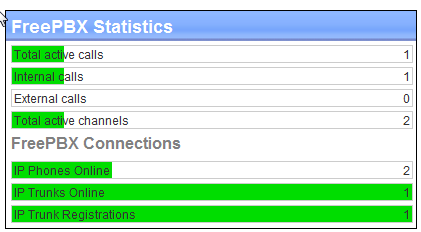 FreePBX Statistics
Total active calls 1
Internal calls 1
External calls 0
Total active channels 2
FreePBX Connections
IP Phones Online 2
IP Trunks Online 1
IP Trunk Registrations 1